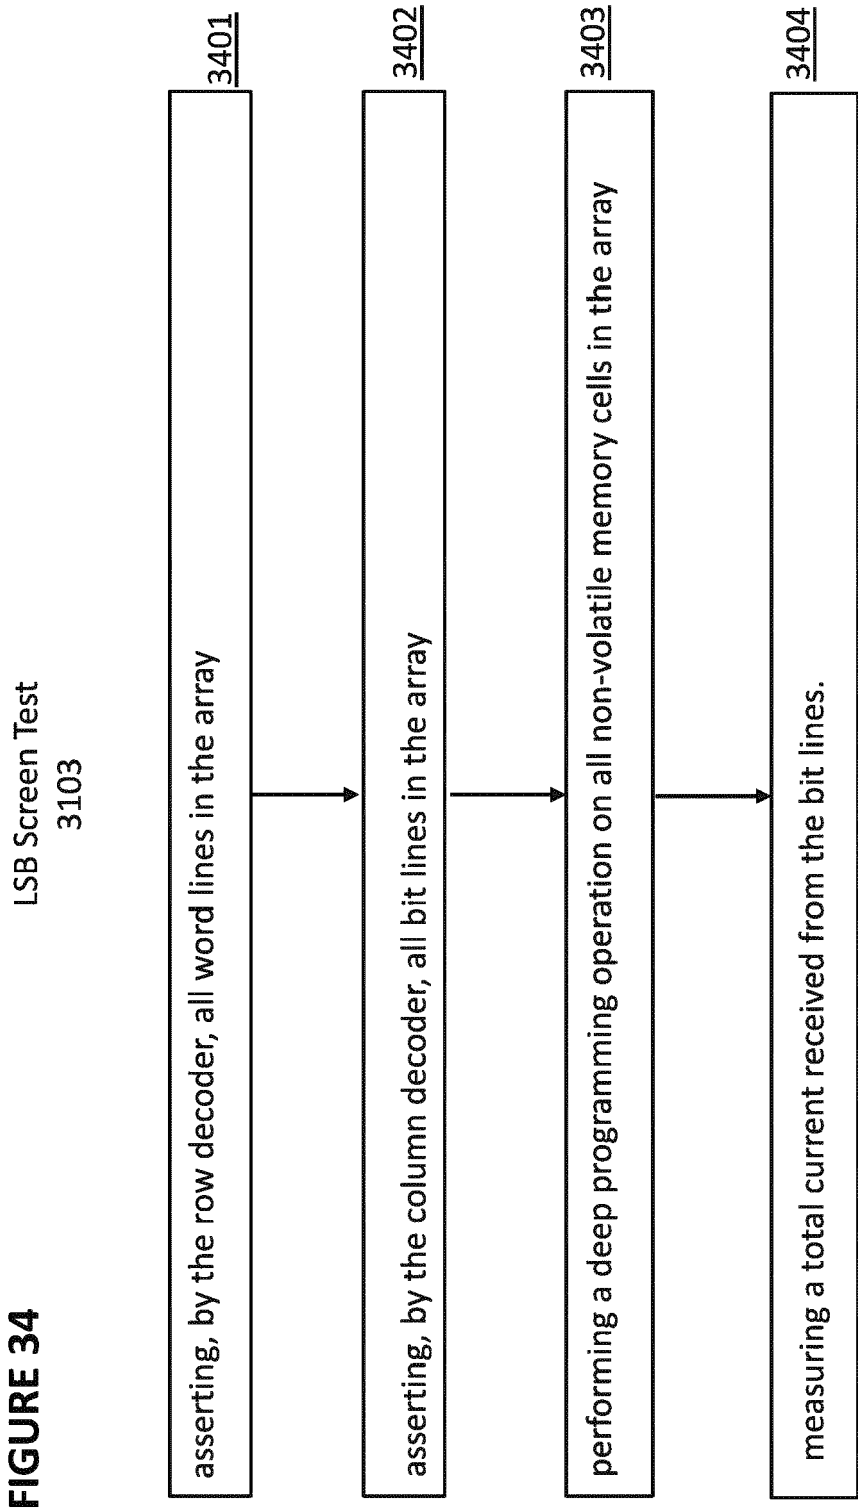 FIGURE 34
LSB Screen Test
3103
asserting, by the row decoder, all word lines in the array
3401
asserting, by the column decoder, all bit lines in the array
3402
performing a deep programming operation on all non-volatile memory cells in the array
3403
measuring a total current received from the bit lines.
3404